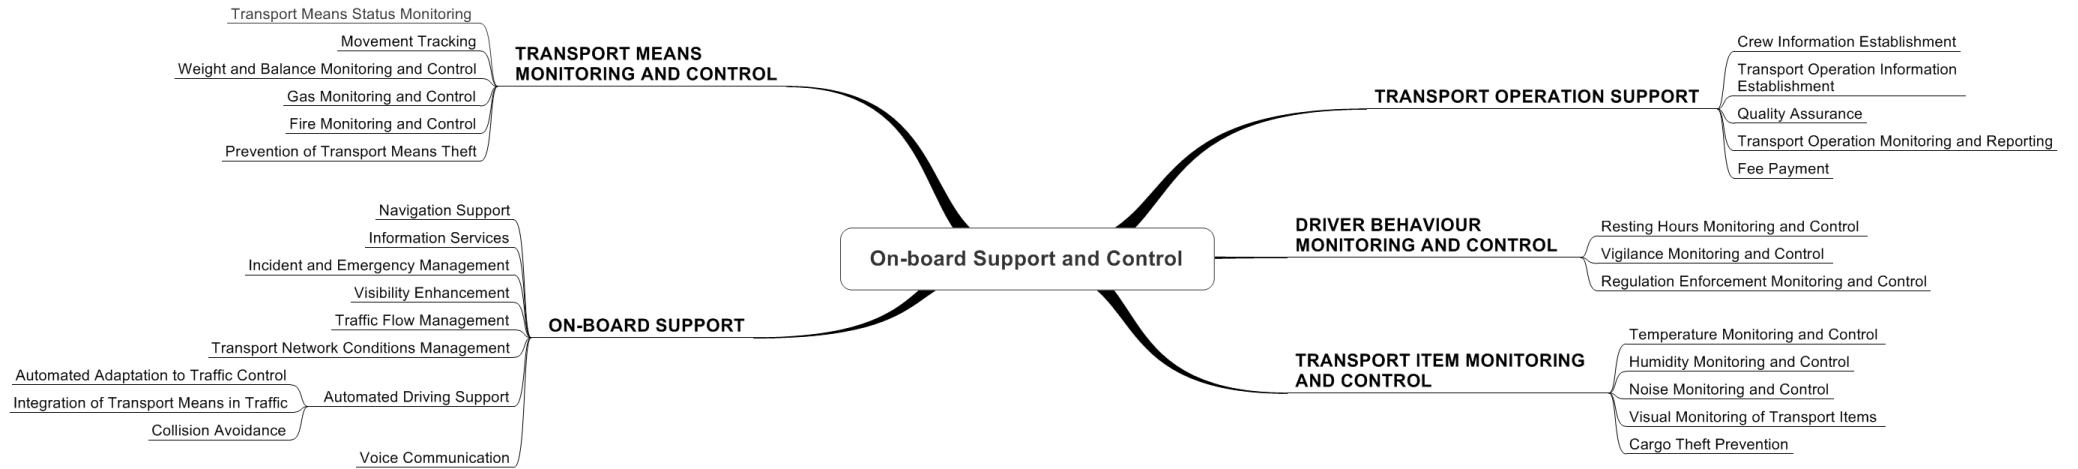 Transport Means Status Monitoring
Movement Tracking
Weight and Balance Monitoring and Control
Gas Monitoring and Control
Fire Monitoring and Control
Prevention of Transport Means Theft
TRANSPORT MEANS
MONITORING AND CONTROL
Navigation Support
Information Services
Incident and Emergency Management
Visibility Enhancement
Traffic Flow Management
Transport Network Conditions Management
Automated Adaptation to Traffic Control
Integration of Transport Means in Traffic
Collision Avoidance
Automated Driving Support
Voice Communication
ON-BOARD SUPPORT
On-board Support and Control
TRANSPORT OPERATION SUPPORT
Crew Information Establishment
Transport Operation Information
Establishment
Quality Assurance
Transport Operation Monitoring and Reporting
Fee Payment
DRIVER BEHAVIOUR
MONITORING AND CONTROL
Resting Hours Monitoring and Control
Vigilance Monitoring and Control
Regulation Enforcement Monitoring and Control
TRANSPORT ITEM MONITORING
AND CONTROL
Temperature Monitoring and Control
Humidity Monitoring and Control
Noise Monitoring and Control
Visual Monitoring of Transport Items
Cargo Theft Prevention